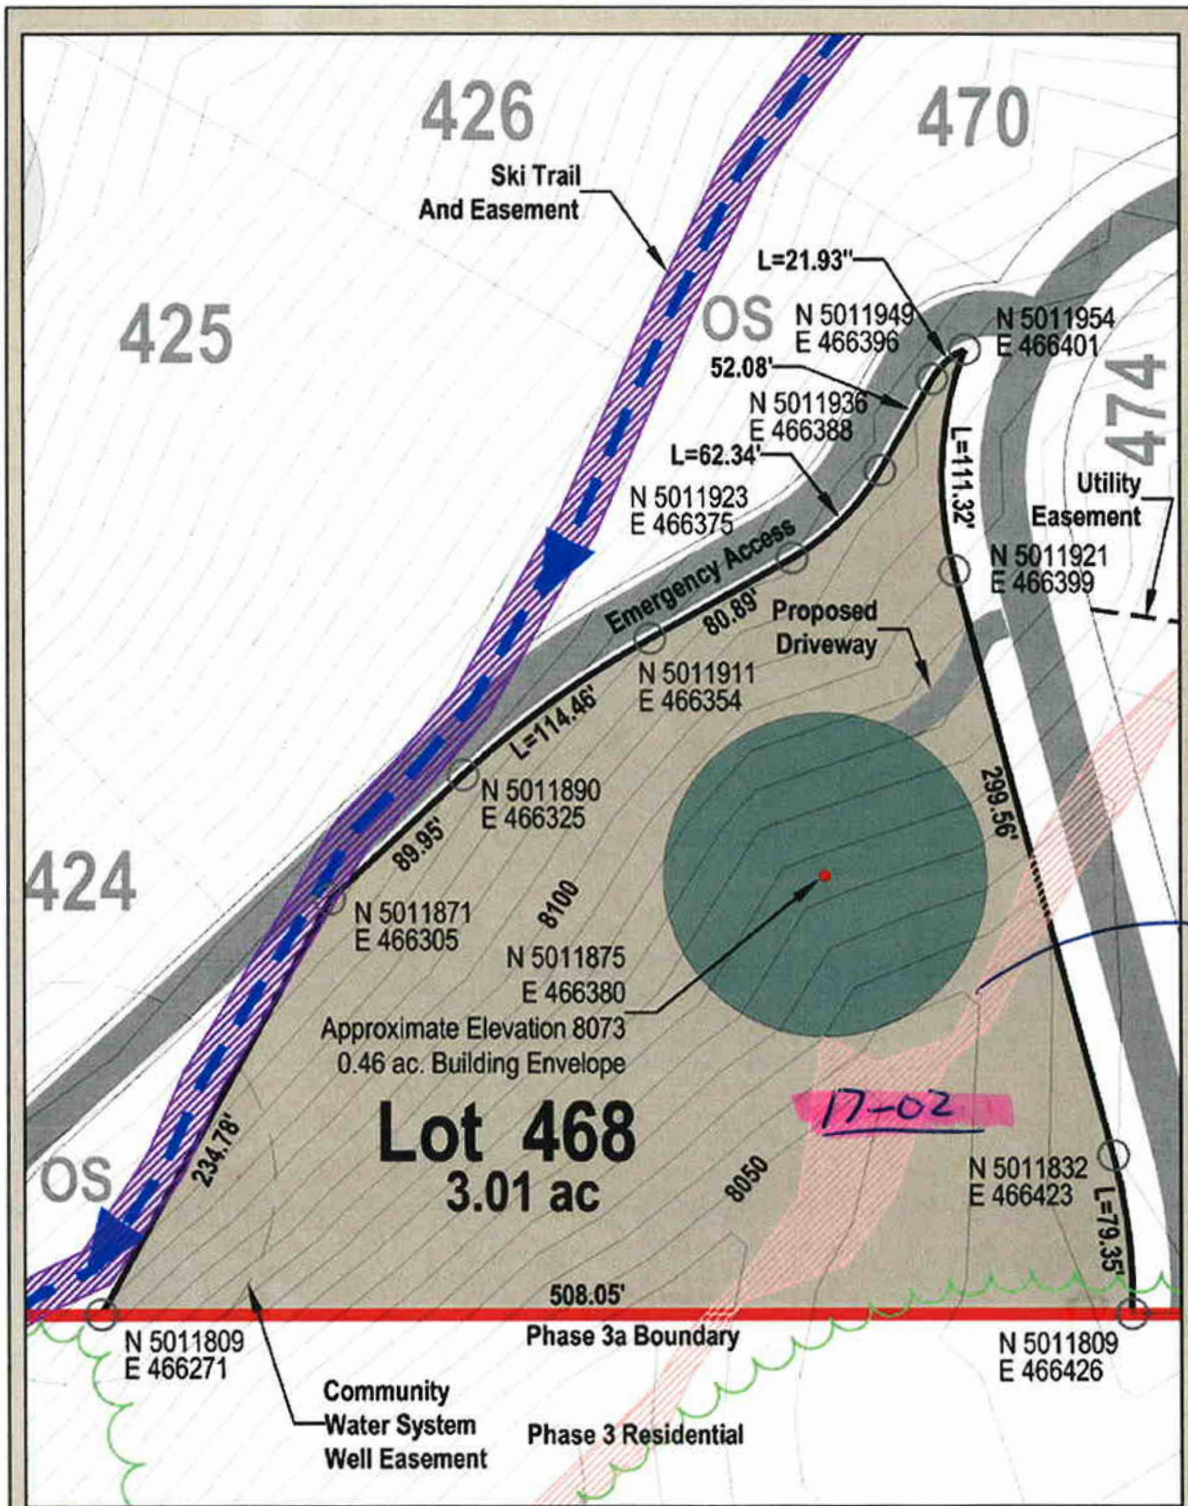 426
470
Ski Trail
And Easement
L=21.93"
425
OS
N 5011949
E 466396
N 5011954
E 466401
52.08'
N 5011936
E 466388
474
L=62.34'
L=111.32'
Utility
Easement
N 5011923
E 466375
Emergency Access
N 5011921
E 466399
80.89'
Proposed
Driveway
N 5011911
E 466354
L=114.46'
N 5011890
E 466325
299.56'
89.95'
424
8100
N 5011871
E 466305
N 5011875
E 466380
Approximate Elevation 8073
0.46 ac. Building Envelope
17-02
Lot 468
3.01 ac
OS
234.78'
8050
N 5011832
E 466423
L=79.35'
508.05'
Phase 3a Boundary
N 5011809
E 466271
N 5011809
E 466426
Community
Water System
Well Easement
Phase 3 Residential